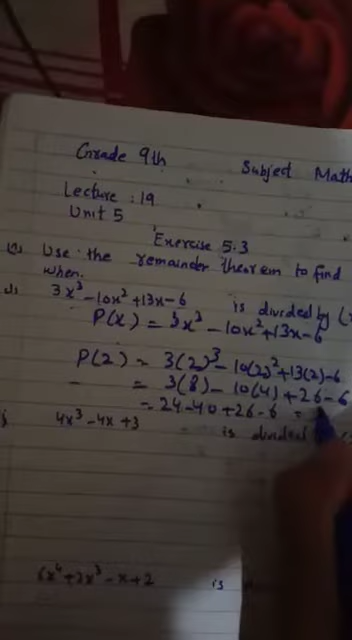 Grade 9th Subject Math
Lecture : 19
Unit 5
Exercise 5.3
Use the remainder theorem to find
when.
3x³-10x²+13x-6 is divided by (
P(x) = 3x³-10x²+13x-6
P(2) = 3(2)³-10(2)²+13(2)-6
= 3(8)-10(4)+26-6
= 24-40+26-6 =
4x³-4x+3 is divided
6x⁴+2x³-x+2 is